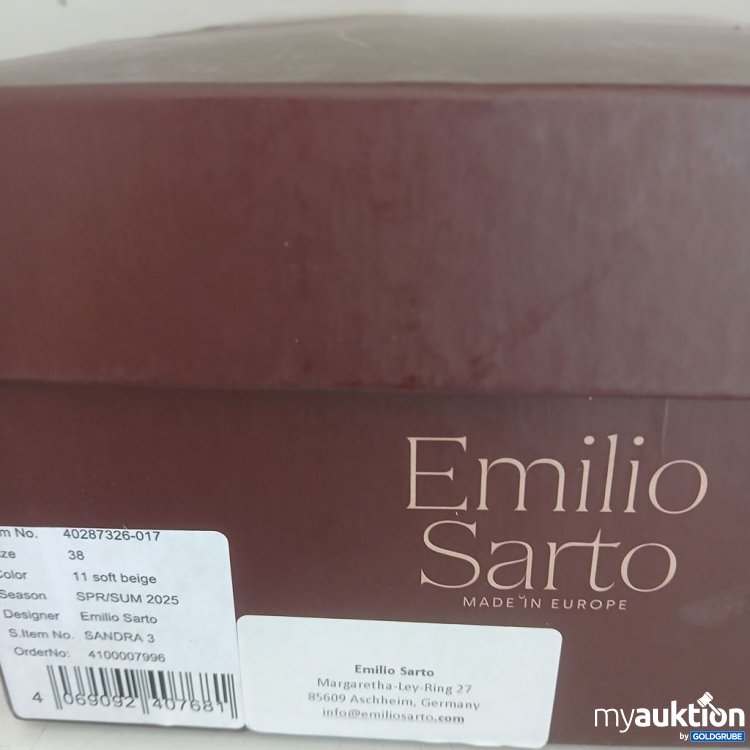 Emilio
Sarto
MADE IN EUROPE
m No. 40287326-017
ze 38
Color 11 soft beige
Season SPR/SUM 2025
Designer Emilio Sarto
S.Item No. SANDRA 3
OrderNo: 4100007996
4 069092 407681
Emilio Sarto
Margaretha-Ley-Ring 27
85609 Aschheim, Germany
info@emiliosarto.com
myauktion
by GOLDGRUBE